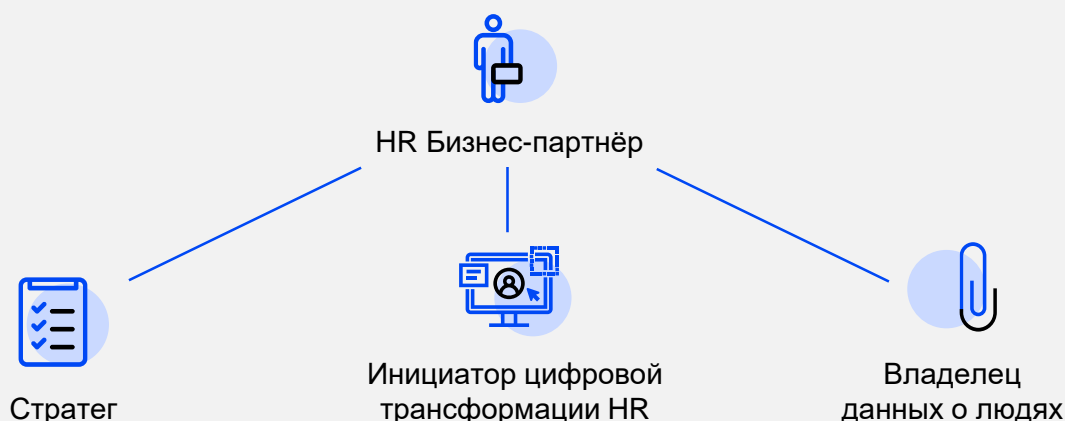 HR Бизнес-партнёр
Стратег
Инициатор цифровой
трансформации HR
Владелец
данных о людях